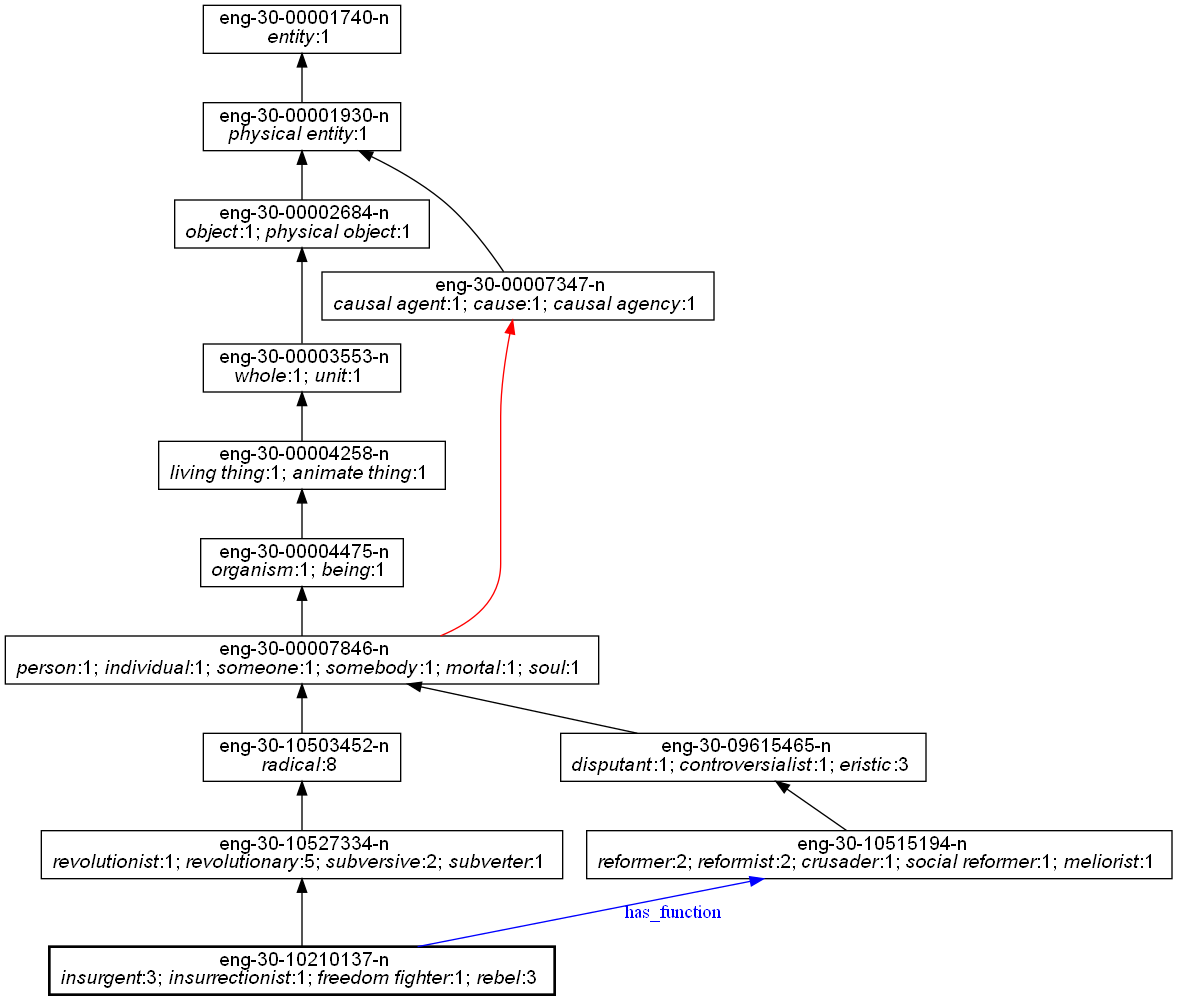 eng-30-00001740-n
entity:1
eng-30-00001930-n
physical entity:1
eng-30-00002684-n
object:1; physical object:1
eng-30-00007347-n
causal agent:1; cause:1; causal agency:1
eng-30-00003553-n
whole:1; unit:1
eng-30-00004258-n
living thing:1; animate thing:1
eng-30-00004475-n
organism:1; being:1
eng-30-00007846-n
person:1; individual:1; someone:1; somebody:1; mortal:1; soul:1
eng-30-10503452-n
radical:8
eng-30-09615465-n
disputant:1; controversialist:1; eristic:3
eng-30-10527334-n
revolutionist:1; revolutionary:5; subversive:2; subverter:1
eng-30-10515194-n
reformer:2; reformist:2; crusader:1; social reformer:1; meliorist:1
has_function
eng-30-10210137-n
insurgent:3; insurrectionist:1; freedom fighter:1; rebel:3